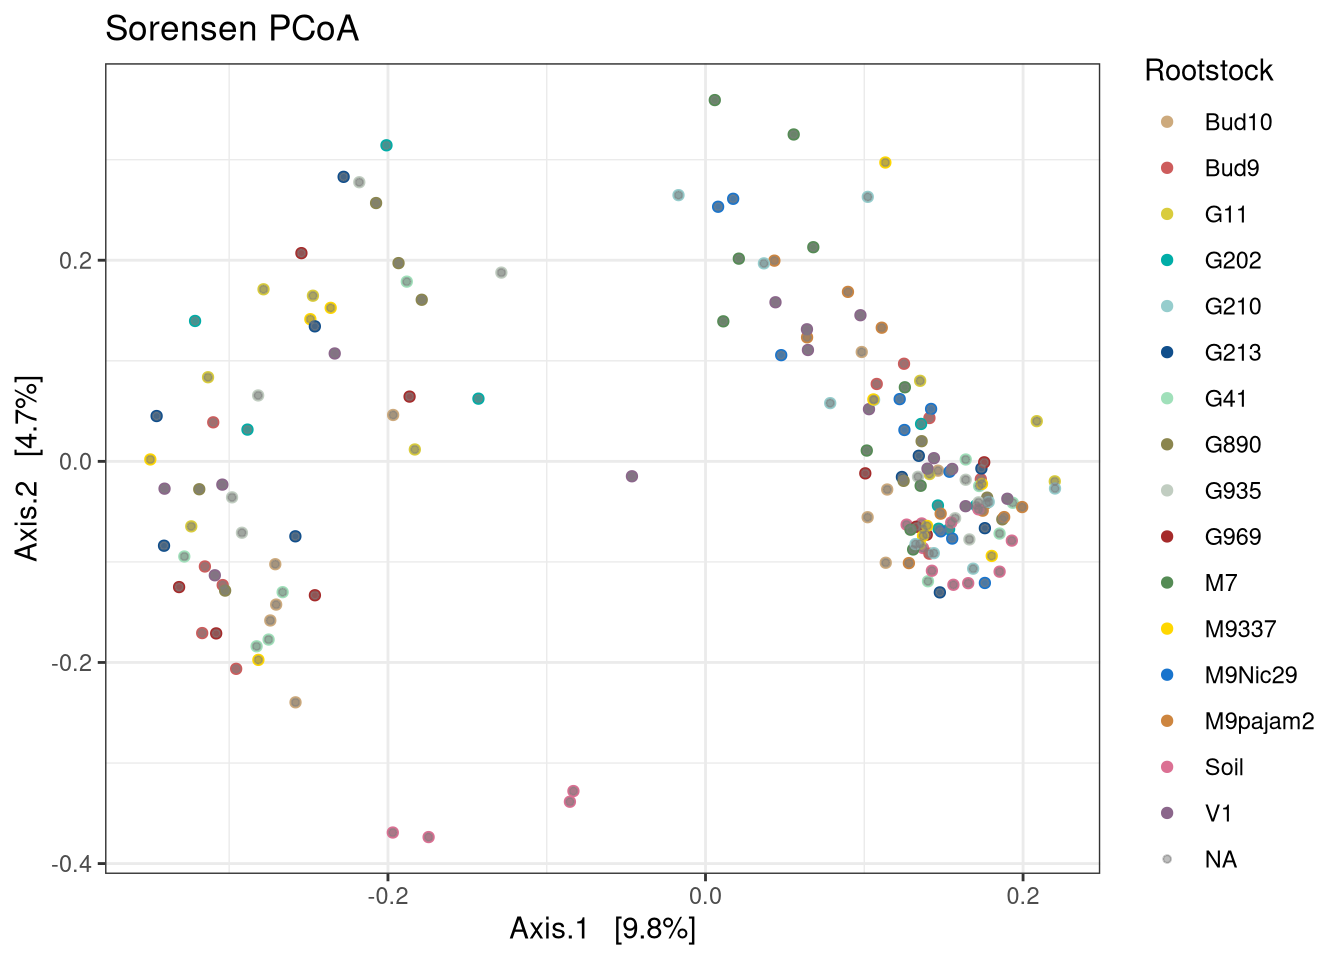 Sorensen PCoA
Rootstock
Bud10
Bud9
G11
G202
G210
G213
G41
G890
G935
G969
M7
M9337
M9Nic29
M9pajam2
Soil
V1
NA
Axis.2 [4.7%]
0.2
0.0
-0.2
-0.4
-0.2
0.0
0.2
Axis.1 [9.8%]